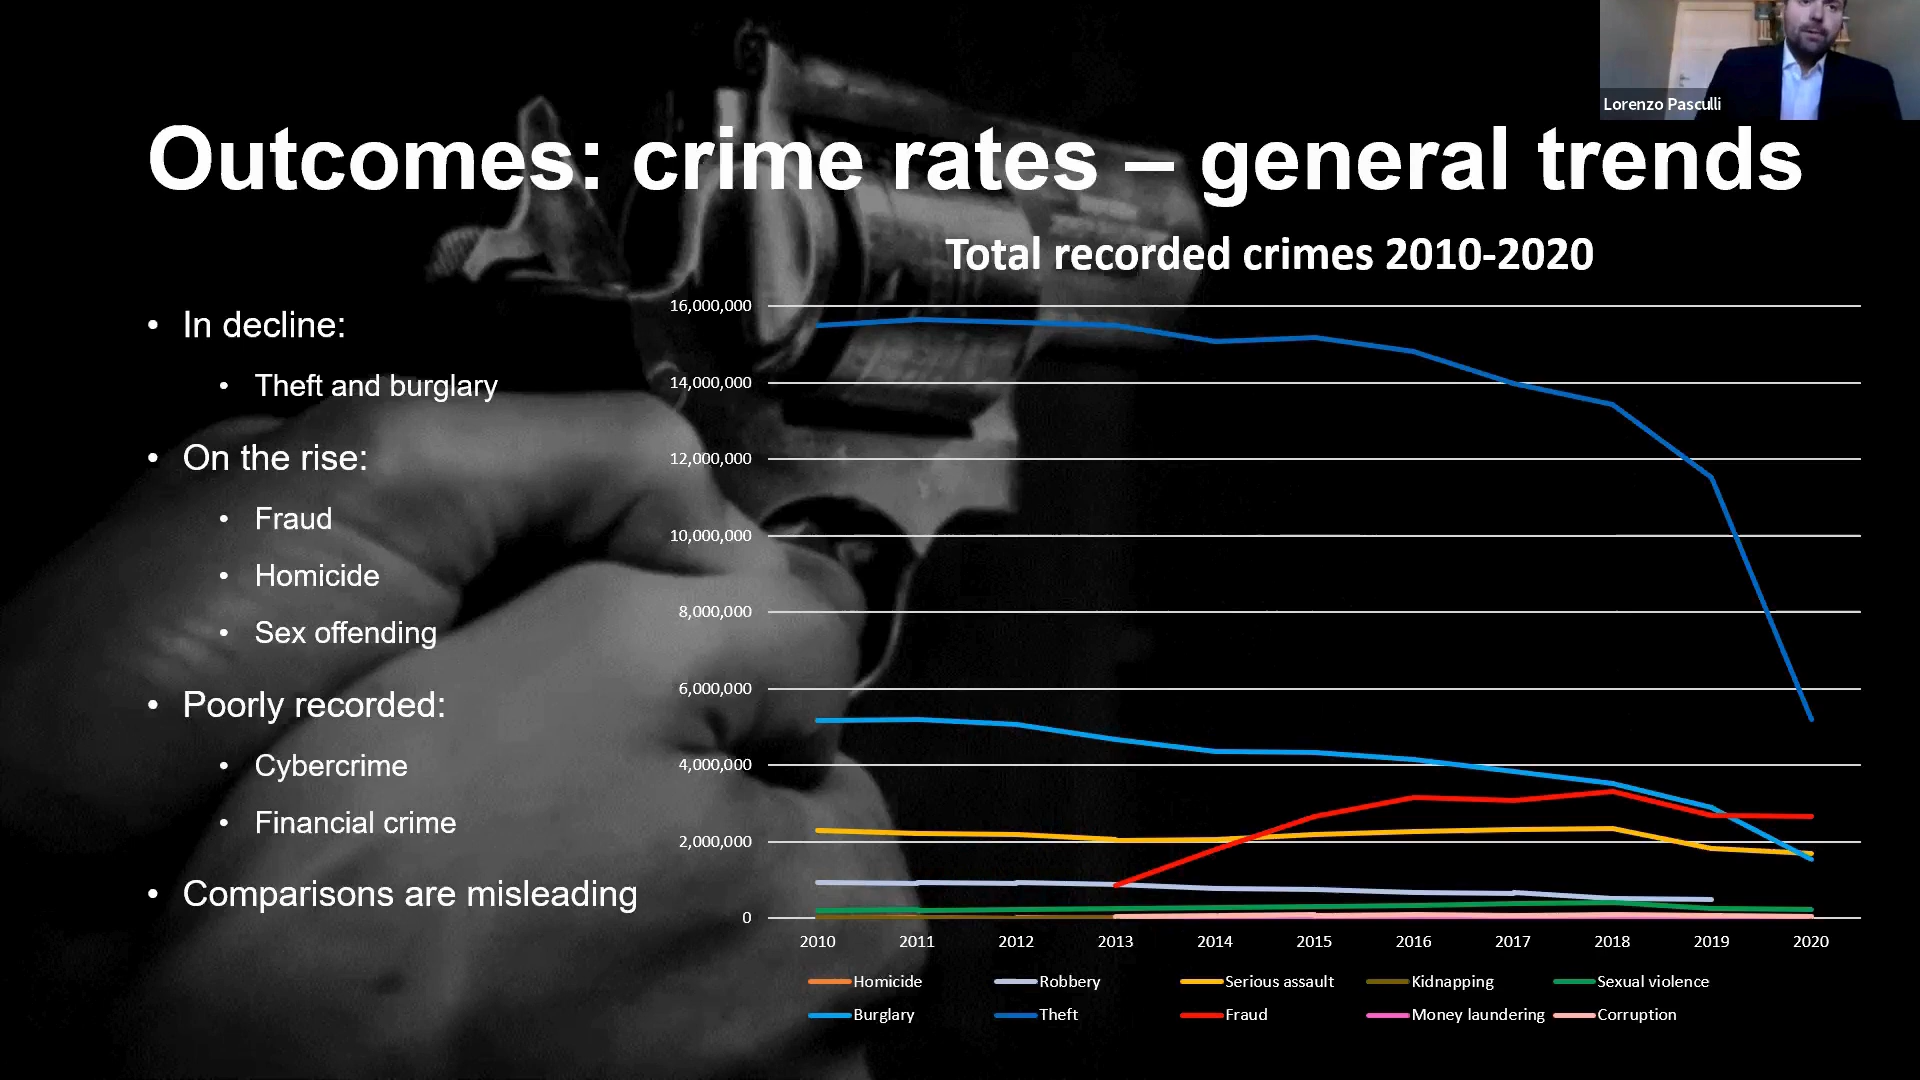 Lorenzo Pasculli
Outcomes: crime rates – general trends
• In decline:
• Theft and burglary
• On the rise:
• Fraud
• Homicide
• Sex offending
• Poorly recorded:
• Cybercrime
• Financial crime
• Comparisons are misleading
Total recorded crimes 2010-2020
16,000,000
14,000,000
12,000,000
10,000,000
8,000,000
6,000,000
4,000,000
2,000,000
0
2010 2011 2012 2013 2014 2015 2016 2017 2018 2019 2020
Homicide Robbery Serious assault Kidnapping Sexual violence
Burglary Theft Fraud Money laundering Corruption